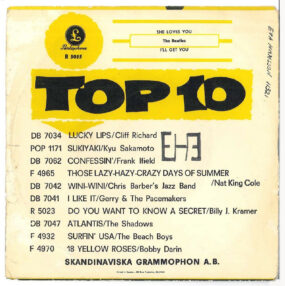 Parlophone
R 5055
SHE LOVES YOU
The Beatles
I'LL GET YOU
TOP 10
DB 7034 LUCKY LIPS/Cliff Richard
POP 1171 SUKIYAKI/Kyu Sakamoto
DB 7062 CONFESSIN'/Frank Ifield
F 4965 THOSE LAZY-HAZY-CRAZY DAYS OF SUMMER
/Nat King Cole
DB 7042 WINI-WINI/Chris Barber's Jazz Band
DB 7041 I LIKE IT/Gerry & The Pacemakers
R 5023 DO YOU WANT TO KNOW A SECRET/Billy J. Kramer
DB 7047 ATLANTIS/The Shadows
F 4932 SURFIN' USA/The Beach Boys
F 4970 18 YELLOW ROSES/Bobby Darin
SKANDINAVISKA GRAMMOPHON A.B.